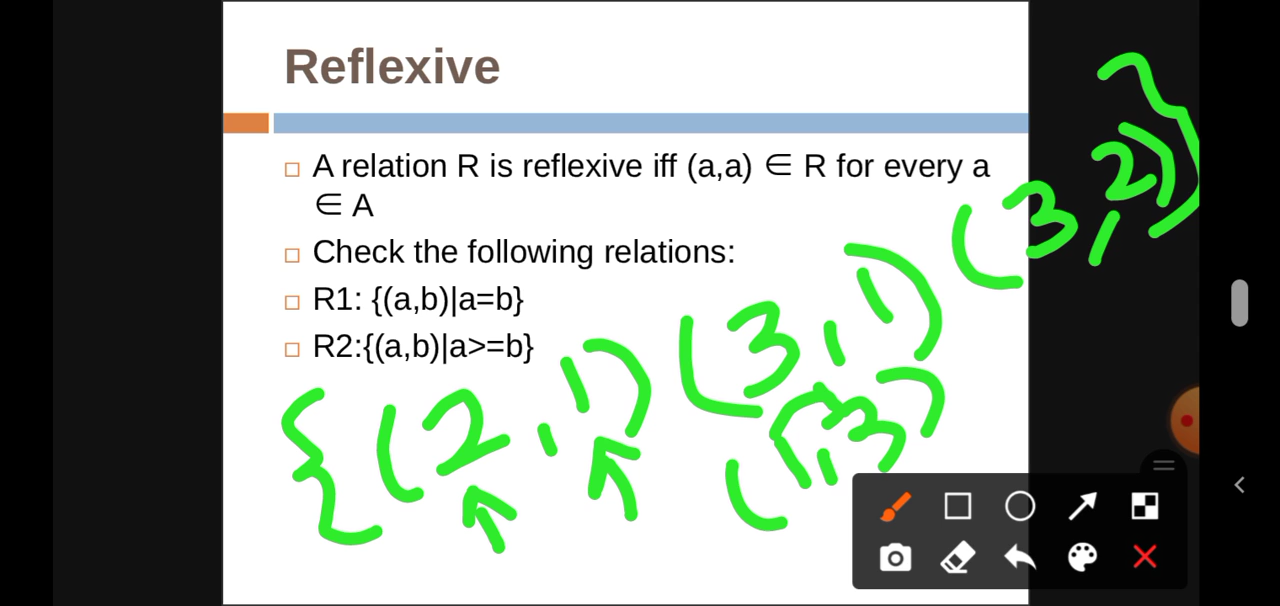 Reflexive
A relation R is reflexive iff (a,a) ∈ R for every a
∈ A
Check the following relations:
R1: {(a,b)|a=b}
R2:{(a,b)|a>=b}
{(2,1) (3,1) (3,2)}